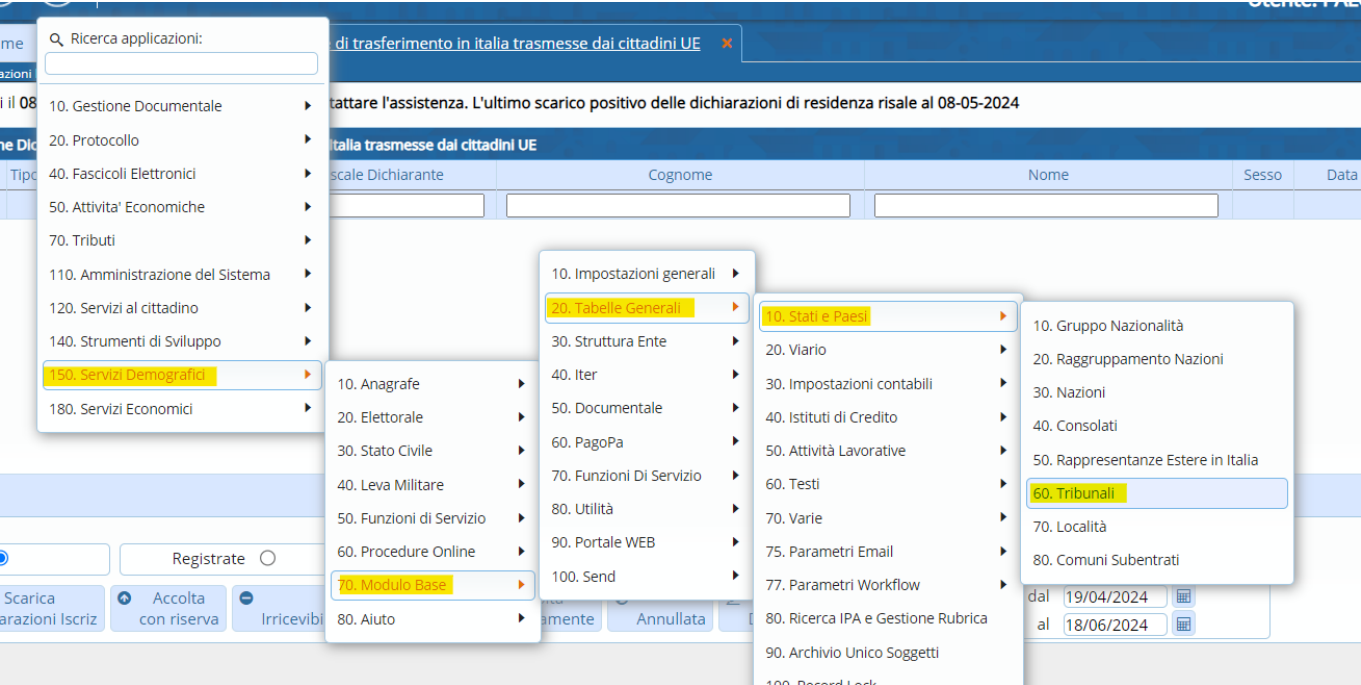 Ricerca applicazioni:
di trasferimento in italia trasmesse dai cittadini UE
il 08
tattare l'assistenza. L'ultimo scarico positivo delle dichiarazioni di residenza risale al 08-05-2024
Italia trasmesse dai cittadini UE
Dichiarante
Cognome
Nome
Sesso
Data
10. Gestione Documentale
20. Protocollo
40. Fascicoli Elettronici
50. Attivita' Economiche
70. Tributi
110. Amministrazione del Sistema
120. Servizi al cittadino
140. Strumenti di Sviluppo
150. Servizi Demografici
180. Servizi Economici
10. Anagrafe
20. Elettorale
30. Stato Civile
40. Leva Militare
50. Funzioni di Servizio
60. Procedure Online
70. Modulo Base
80. Aiuto
10. Impostazioni generali
20. Tabelle Generali
30. Struttura Ente
40. Iter
50. Documentale
60. PagoPa
70. Funzioni Di Servizio
80. Utilità
90. Portale WEB
100. Send
10. Stati e Paesi
20. Viario
30. Impostazioni contabili
40. Istituti di Credito
50. Attività Lavorative
60. Testi
70. Varie
75. Parametri Email
77. Parametri Workflow
80. Ricerca IPA e Gestione Rubrica
90. Archivio Unico Soggetti
100. Record Lock
10. Gruppo Nazionalità
20. Raggruppamento Nazioni
30. Nazioni
40. Consolati
50. Rappresentanze Estere in Italia
60. Tribunali
70. Località
80. Comuni Subentrati
Registrate
Scarica
Iscriz
Accolta
con riserva
Annullata
dal 19/04/2024
al 18/06/2024